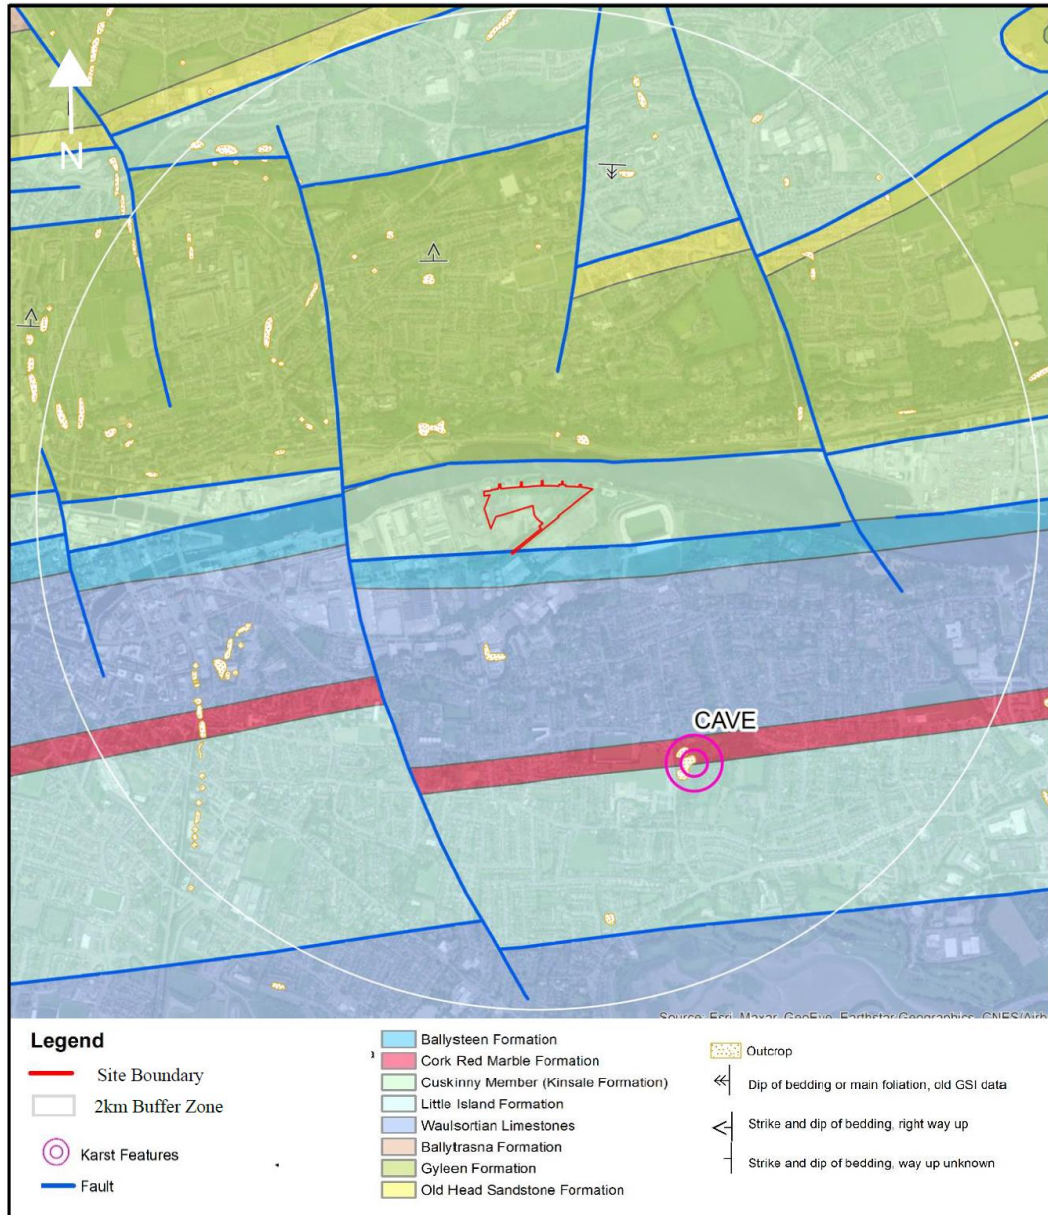 N
CAVE
Source: Esri, Maxar, GeoEye, Earthstar Geographics, CNES/Airb
Legend
Site Boundary
2km Buffer Zone
Karst Features
Fault
Ballysteen Formation
Cork Red Marble Formation
Cuskinny Member (Kinsale Formation)
Little Island Formation
Waulsortian Limestones
Ballytrasna Formation
Gyleen Formation
Old Head Sandstone Formation
Outcrop
Dip of bedding or main foliation, old GSI data
Strike and dip of bedding, right way up
Strike and dip of bedding, way up unknown